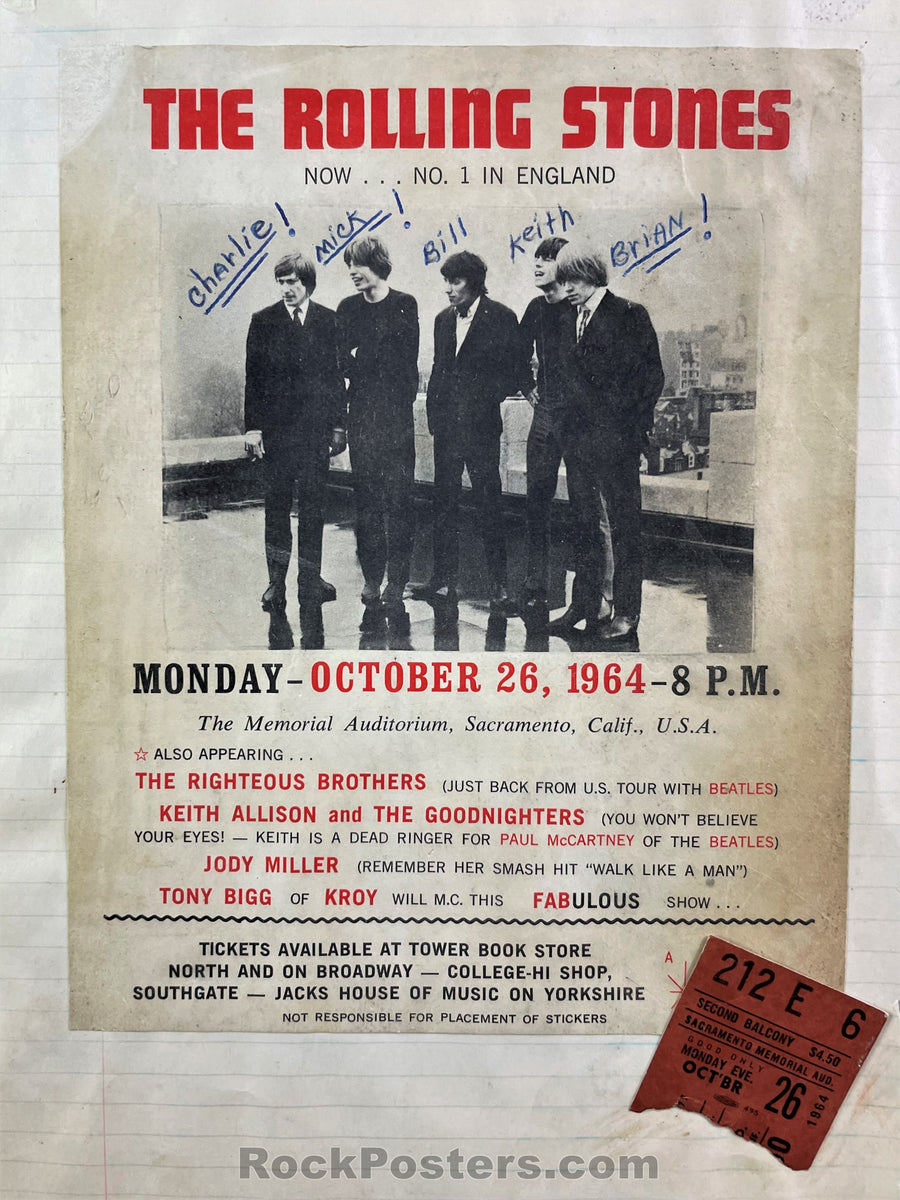 THE ROLLING STONES
NOW . . . NO. 1 IN ENGLAND
Charlie! Mick! Bill Keith BRiAN!
MONDAY – OCTOBER 26, 1964 – 8 P.M.
The Memorial Auditorium, Sacramento, Calif., U.S.A.
☆ ALSO APPEARING . . .
THE RIGHTEOUS BROTHERS (JUST BACK FROM U.S. TOUR WITH BEATLES)
KEITH ALLISON and THE GOODNIGHTERS (YOU WON'T BELIEVE
YOUR EYES! — KEITH IS A DEAD RINGER FOR PAUL McCARTNEY OF THE BEATLES)
JODY MILLER (REMEMBER HER SMASH HIT "WALK LIKE A MAN")
TONY BIGG OF KROY WILL M.C. THIS FABULOUS SHOW . . .
TICKETS AVAILABLE AT TOWER BOOK STORE
NORTH AND ON BROADWAY — COLLEGE-HI SHOP,
SOUTHGATE — JACKS HOUSE OF MUSIC ON YORKSHIRE
NOT RESPONSIBLE FOR PLACEMENT OF STICKERS
A
212 E 6
SECOND BALCONY $4.50
SACRAMENTO MEMORIAL AUD.
GOOD ONLY
MONDAY EVE.
OCT'BR 26 1964
495
RockPosters.com